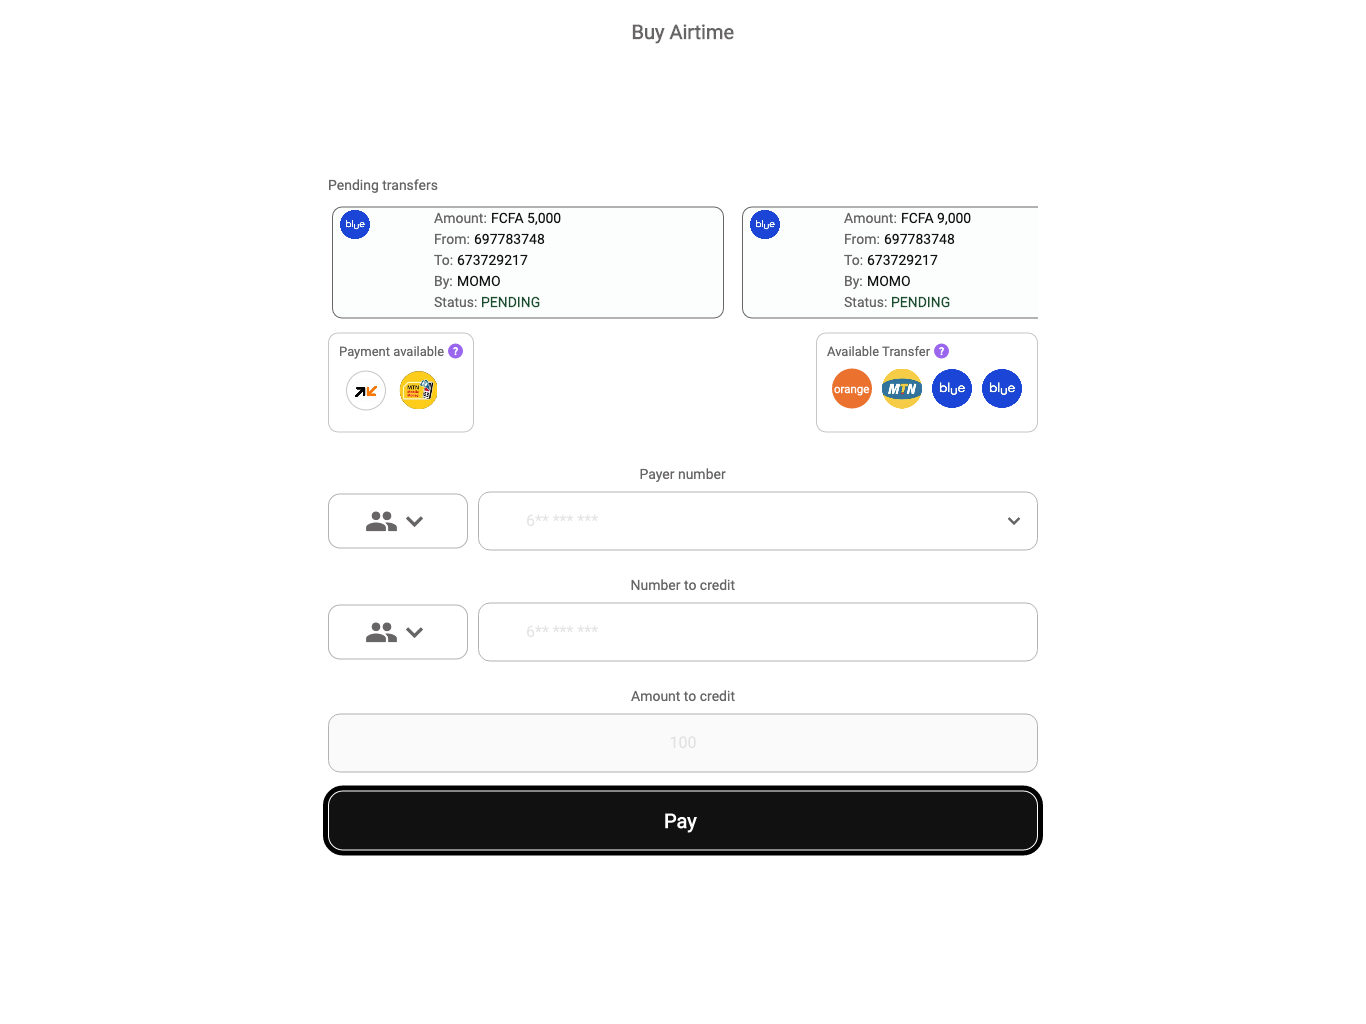 Buy Airtime
Pending transfers
blue
Amount: FCFA 5,000
From: 697783748
To: 673729217
By: MOMO
Status: PENDING
blue
Amount: FCFA 9,000
From: 697783748
To: 673729217
By: MOMO
Status: PENDING
Payment available ?
MTN
Available Transfer ?
orange MTN blue blue
Payer number
6** *** ***
Number to credit
6** *** ***
Amount to credit
100
Pay